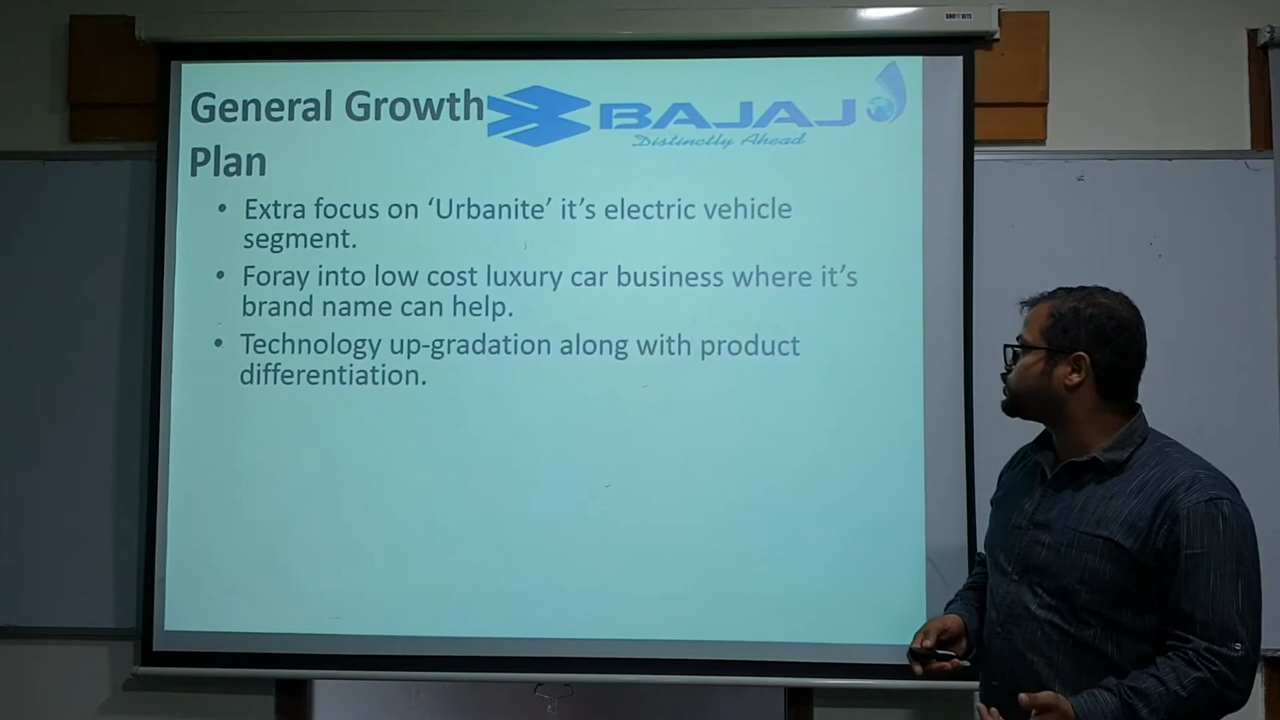 General Growth
Plan
BAJAJ
Distinctly Ahead
• Extra focus on ‘Urbanite’ it’s electric vehicle
segment.
• Foray into low cost luxury car business where it’s
brand name can help.
• Technology up-gradation along with product
differentiation.